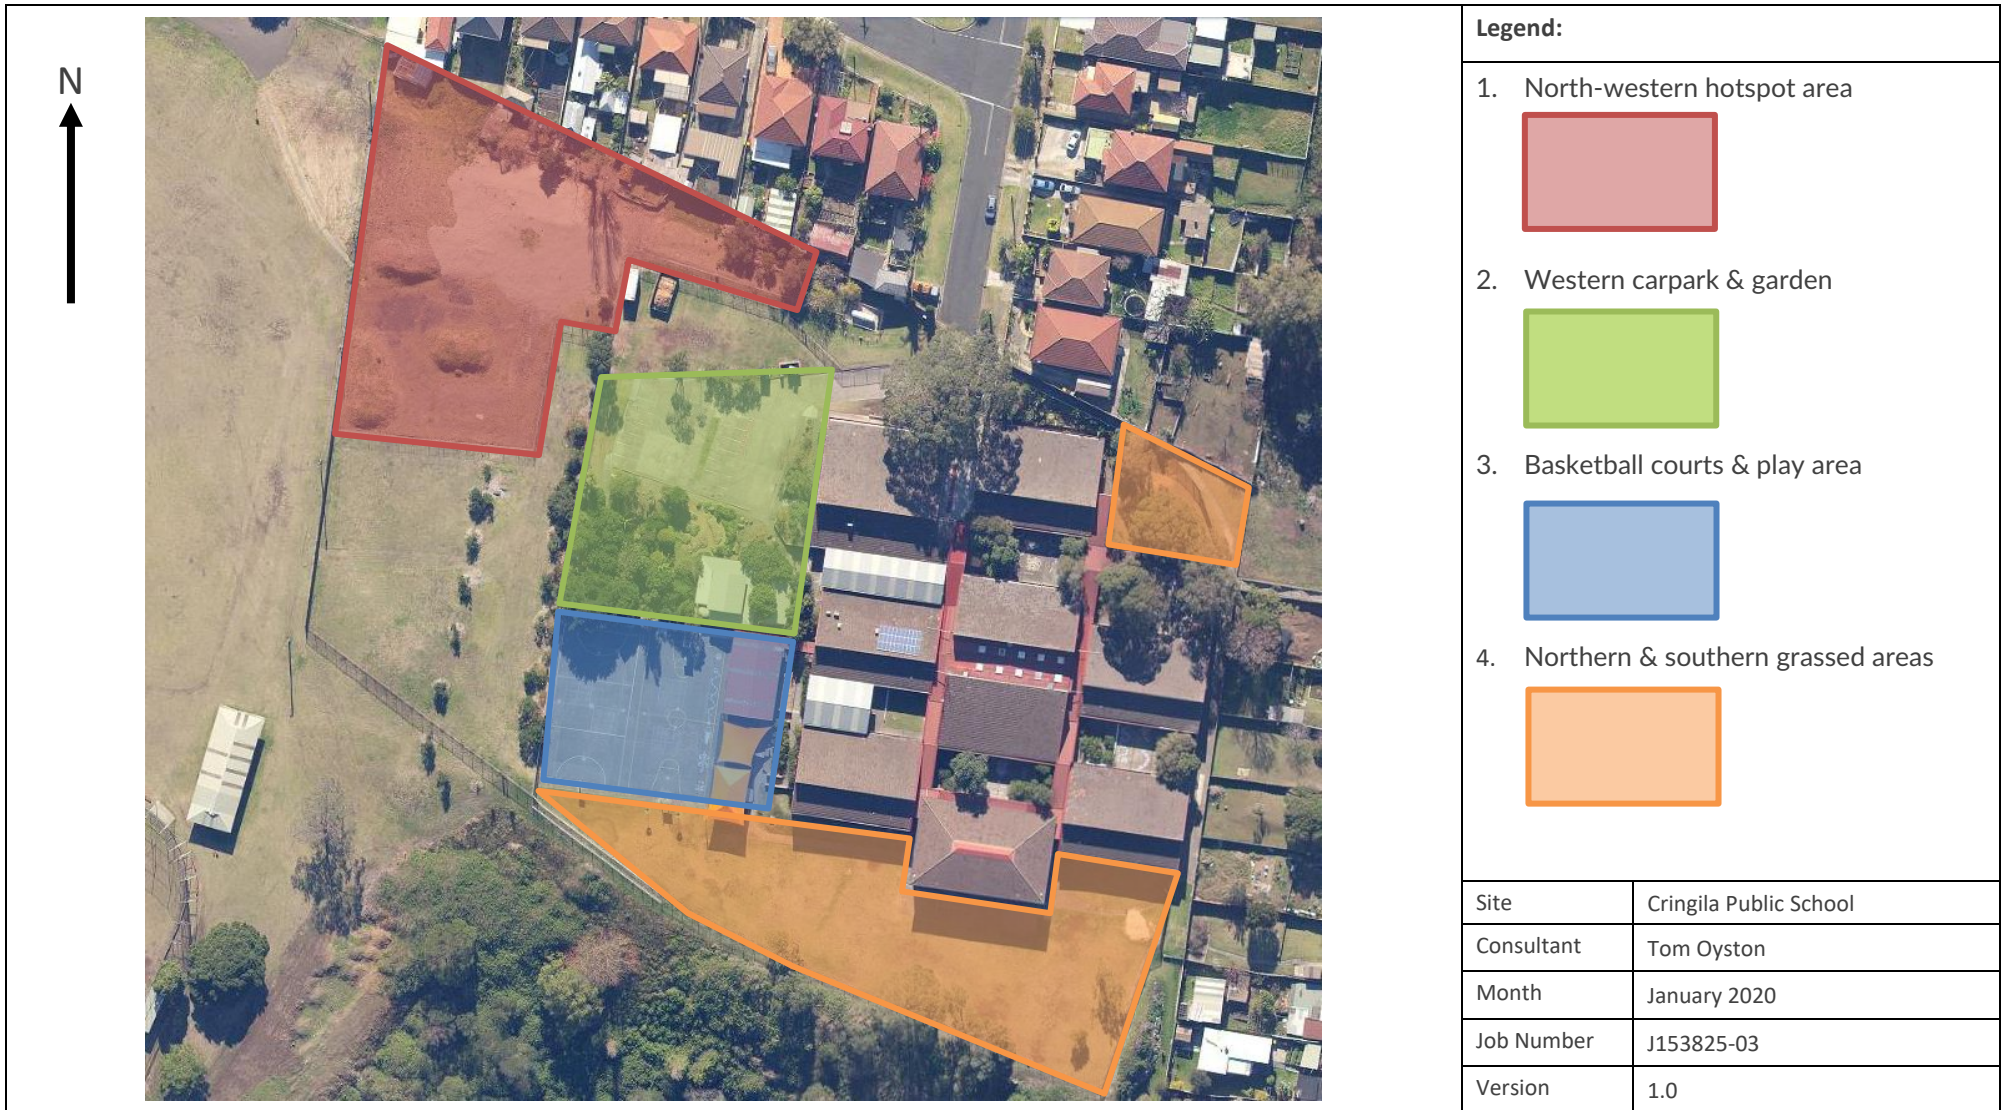 N
Legend:
1. North-western hotspot area
2. Western carpark & garden
3. Basketball courts & play area
4. Northern & southern grassed areas
Site Cringila Public School
Consultant Tom Oyston
Month January 2020
Job Number J153825-03
Version 1.0